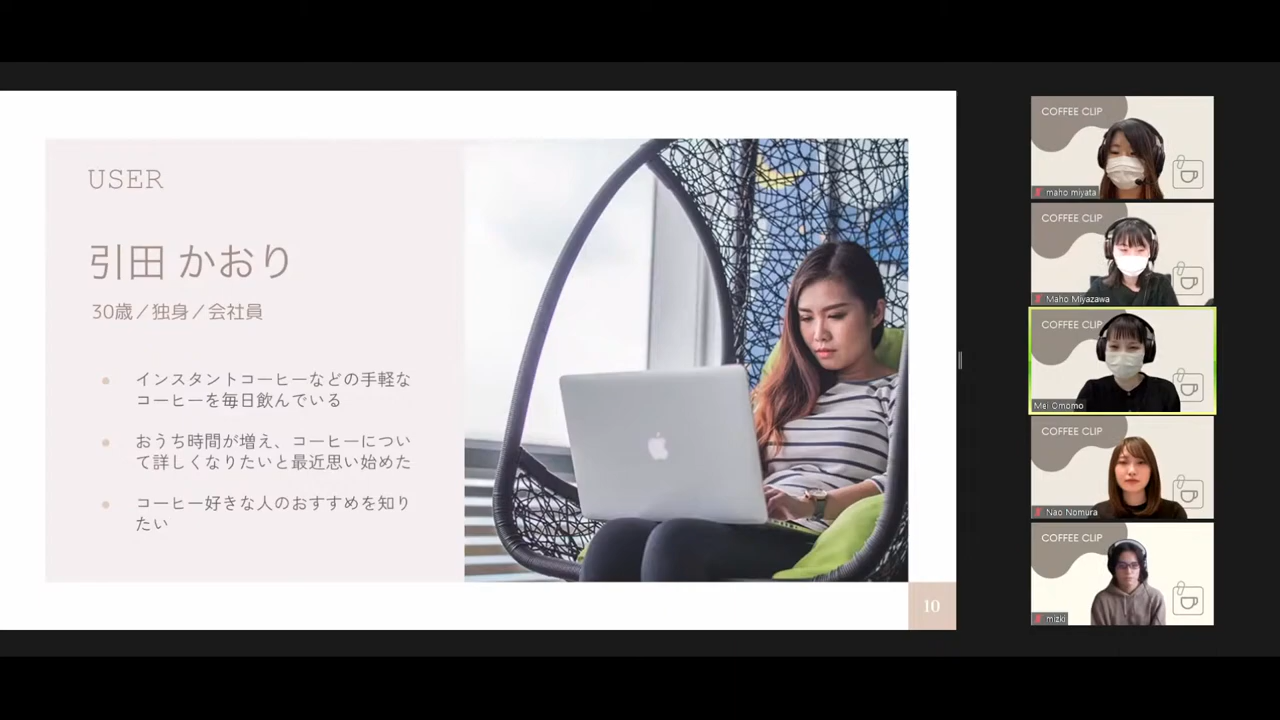 USER
引田 かおり
30歳／独身／会社員
インスタントコーヒーなどの手軽な
コーヒーを毎日飲んでいる
おうち時間が増え、コーヒーについ
て詳しくなりたいと最近思い始めた
コーヒー好きな人のおすすめを知り
たい
10
COFFEE CLIP
maho miyata
COFFEE CLIP
Maho Miyazawa
COFFEE CLIP
Mei Omomo
COFFEE CLIP
Nao Nomura
COFFEE CLIP
mizki